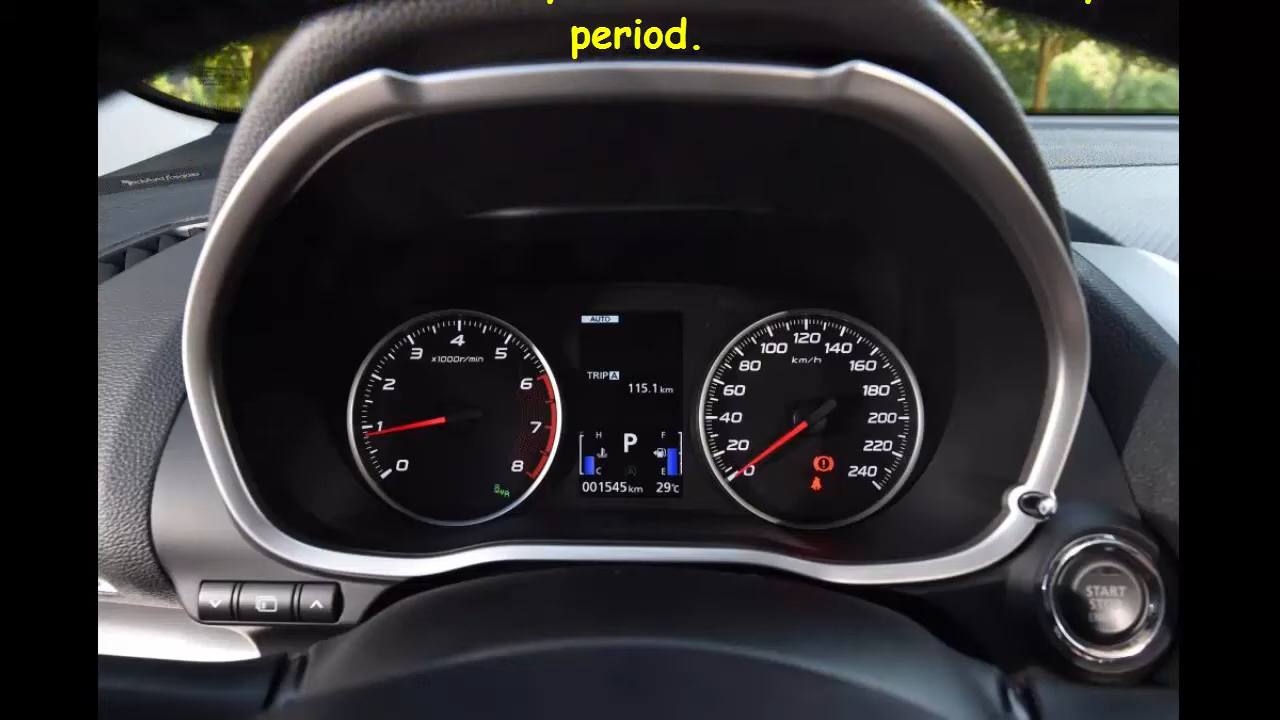 period.
4
3 5
x1000r/min
2 6
1 7
0 8
AUTO
TRIP A
115.1 km
H F
P
C E
001545 km 29°C
120
100 140
km/h
80 160
60 180
40 200
20 220
0 240
START